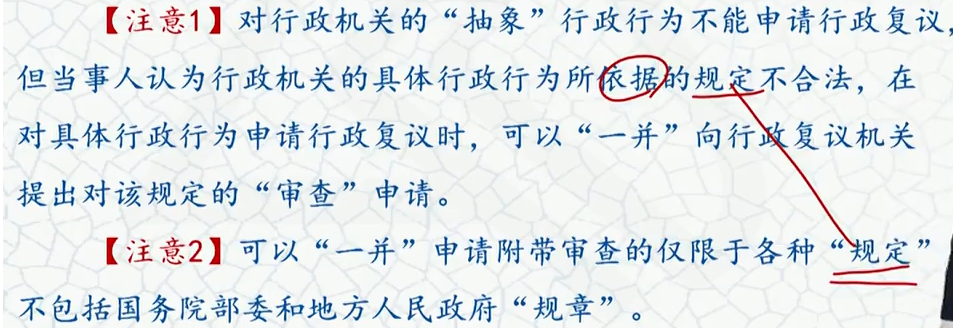 【注意1】对行政机关的“抽象”行政行为不能申请行政复议，
但当事人认为行政机关的具体行政行为所依据的规定不合法，在
对具体行政行为申请行政复议时，可以“一并”向行政复议机关
提出对该规定的“审查”申请。
【注意2】可以“一并”申请附带审查的仅限于各种“规定”
不包括国务院部委和地方人民政府“规章”。